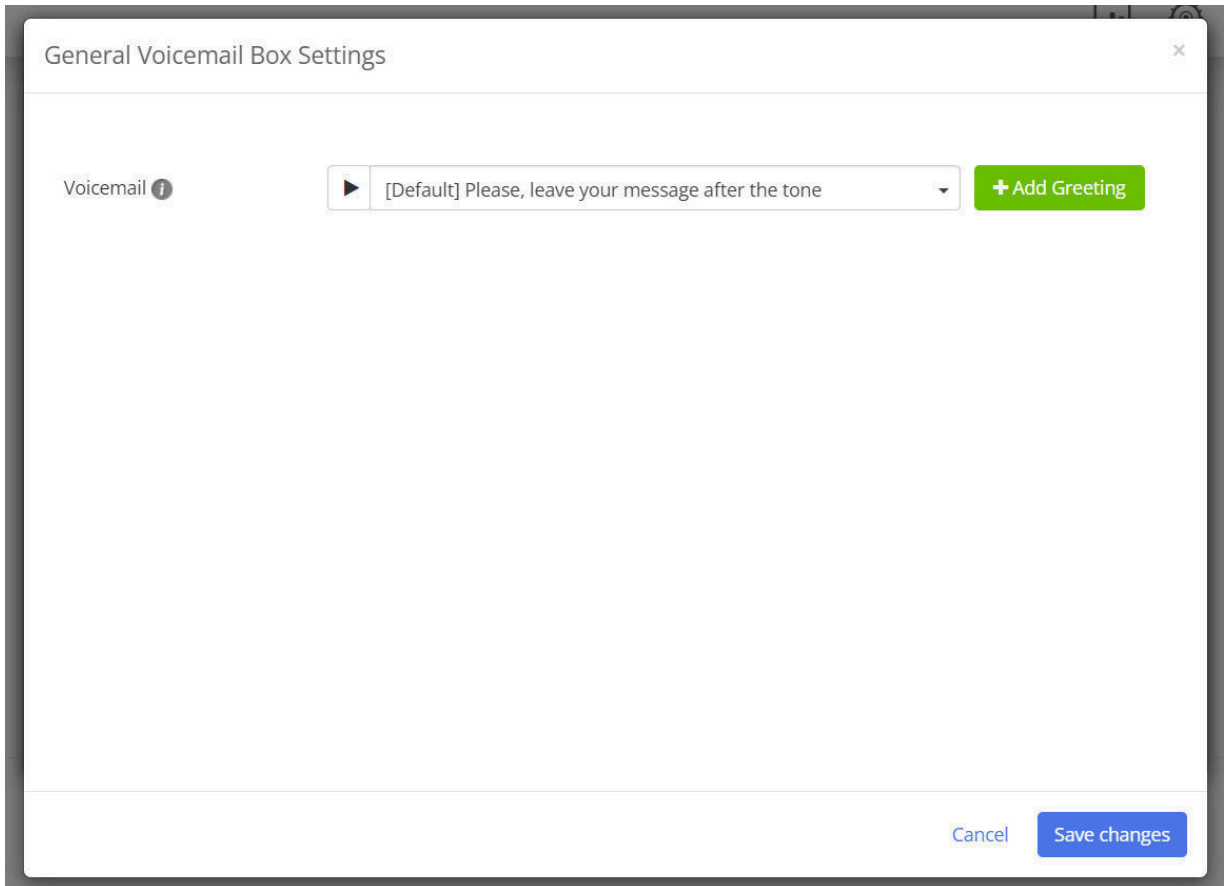 General Voicemail Box Settings
×
Voicemail
[Default] Please, leave your message after the tone
+ Add Greeting
Cancel
Save changes